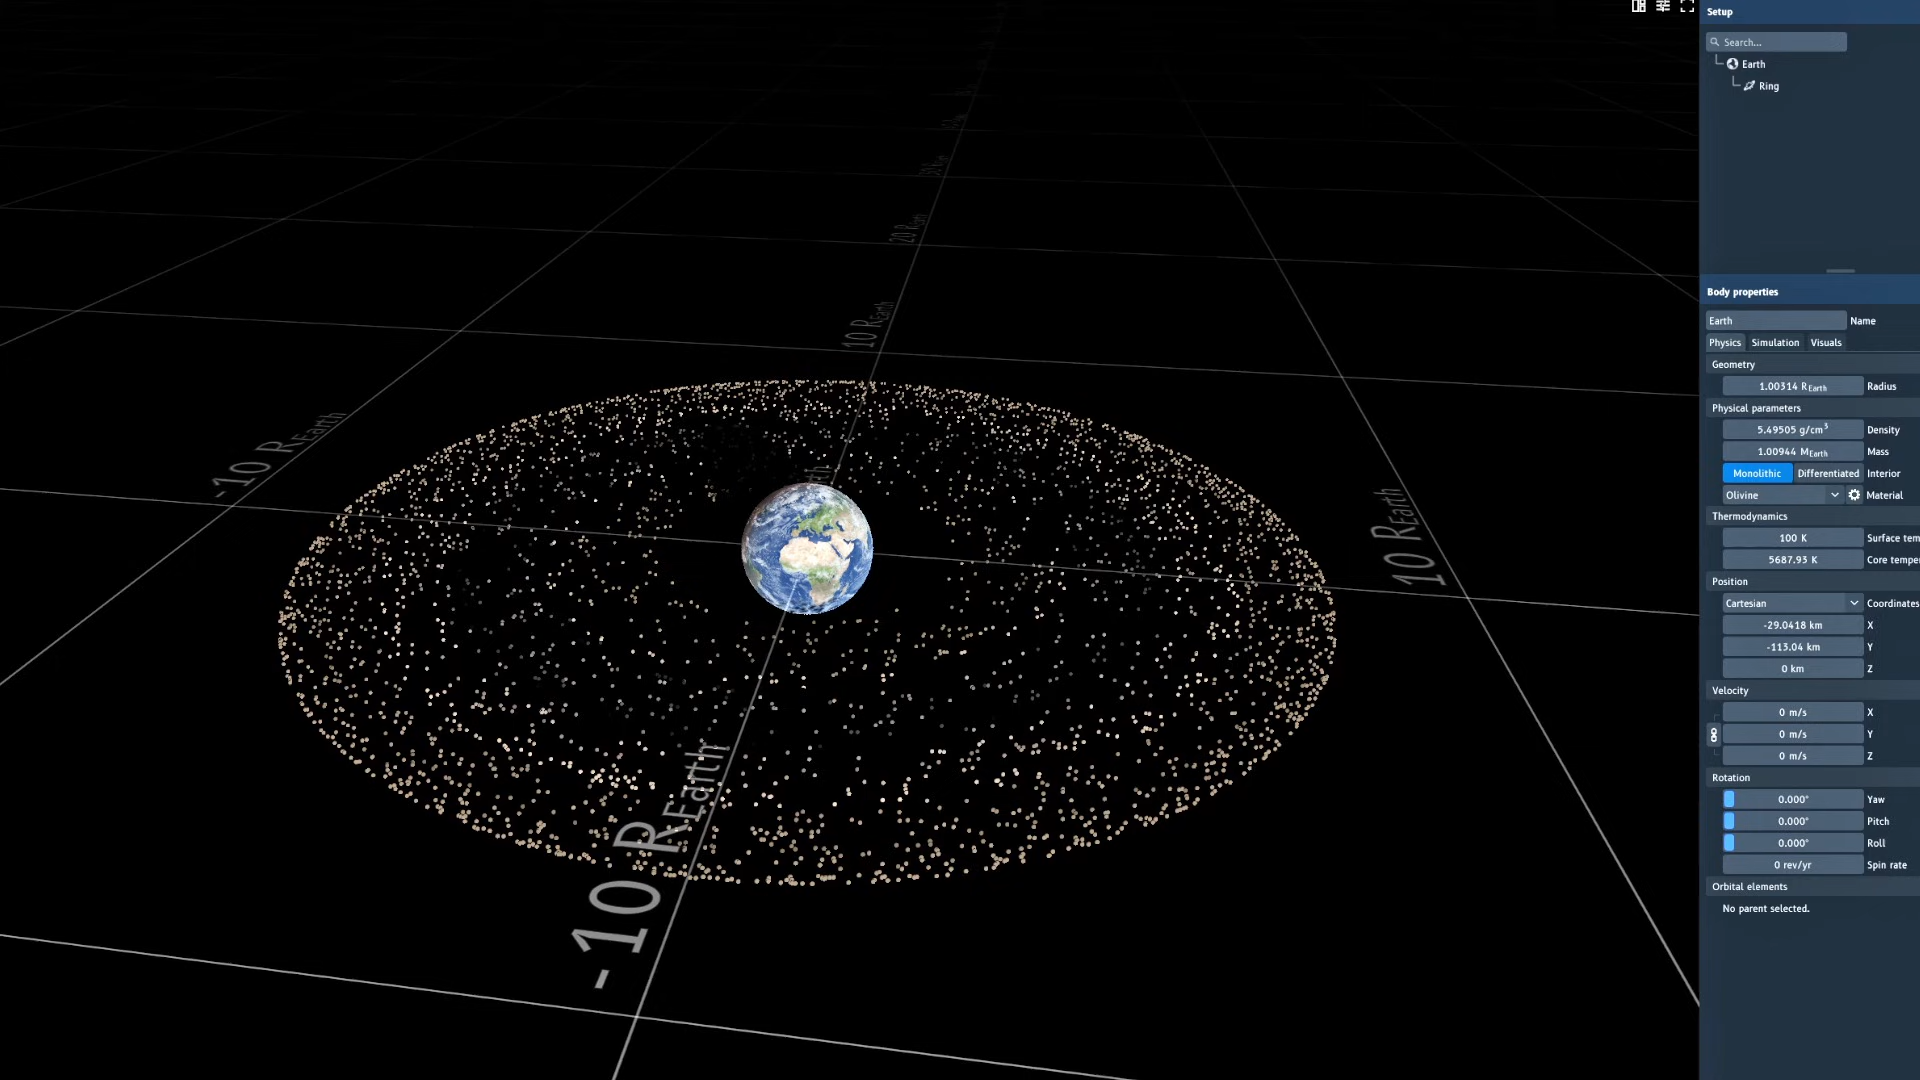 Setup
Search...
Earth
Ring
20 REarth
10 REarth
-10 REarth
10 REarth
-10 REarth
Body properties
Earth Name
Physics Simulation Visuals
Geometry
1.00314 REarth Radius
Physical parameters
5.49505 g/cm³ Density
1.00944 MEarth Mass
Monolithic Differentiated Interior
Olivine Material
Thermodynamics
100 K Surface tem
5687.93 K Core tempe
Position
Cartesian Coordinates
-29.0418 km X
-113.04 km Y
0 km Z
Velocity
0 m/s X
0 m/s Y
0 m/s Z
Rotation
0.000° Yaw
0.000° Pitch
0.000° Roll
0 rev/yr Spin rate
Orbital elements
No parent selected.